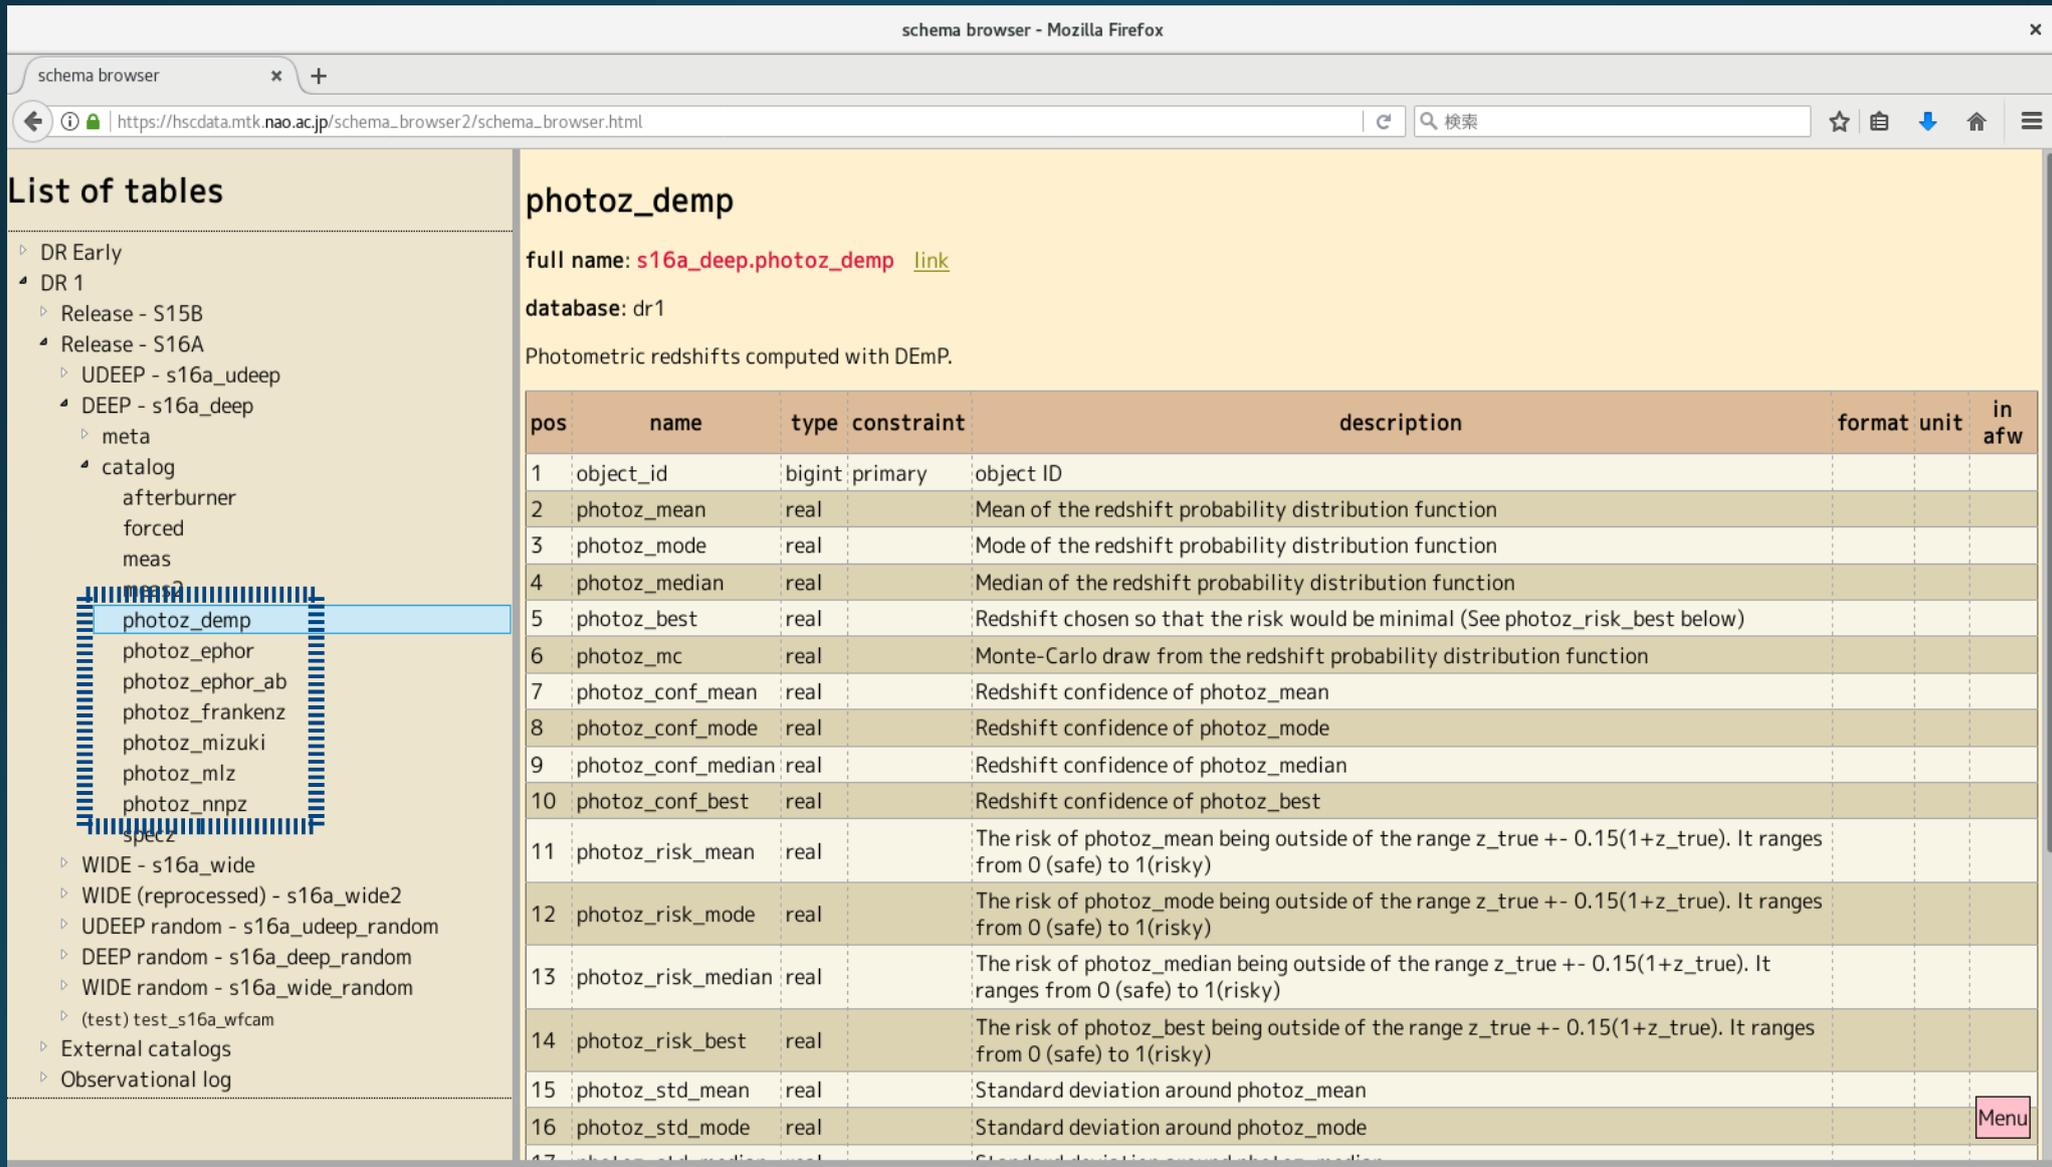 schema browser - Mozilla Firefox
schema browser
https://hscdata.mtk.nao.ac.jp/schema_browser2/schema_browser.html
検索
List of tables
DR Early
DR 1
Release - S15B
Release - S16A
UDEEP - s16a_udeep
DEEP - s16a_deep
meta
catalog
afterburner
forced
meas
meas2
photoz_demp
photoz_ephor
photoz_ephor_ab
photoz_frankenz
photoz_mizuki
photoz_mlz
photoz_nnpz
specz
WIDE - s16a_wide
WIDE (reprocessed) - s16a_wide2
UDEEP random - s16a_udeep_random
DEEP random - s16a_deep_random
WIDE random - s16a_wide_random
(test) test_s16a_wfcam
External catalogs
Observational log
photoz_demp
full name: s16a_deep.photoz_demp link
database: dr1
Photometric redshifts computed with DEmP.
pos name type constraint description format unit in afw
1 object_id bigint primary object ID
2 photoz_mean real Mean of the redshift probability distribution function
3 photoz_mode real Mode of the redshift probability distribution function
4 photoz_median real Median of the redshift probability distribution function
5 photoz_best real Redshift chosen so that the risk would be minimal (See photoz_risk_best below)
6 photoz_mc real Monte-Carlo draw from the redshift probability distribution function
7 photoz_conf_mean real Redshift confidence of photoz_mean
8 photoz_conf_mode real Redshift confidence of photoz_mode
9 photoz_conf_median real Redshift confidence of photoz_median
10 photoz_conf_best real Redshift confidence of photoz_best
11 photoz_risk_mean real The risk of photoz_mean being outside of the range z_true +- 0.15(1+z_true). It ranges
from 0 (safe) to 1(risky)
12 photoz_risk_mode real The risk of photoz_mode being outside of the range z_true +- 0.15(1+z_true). It ranges
from 0 (safe) to 1(risky)
13 photoz_risk_median real The risk of photoz_median being outside of the range z_true +- 0.15(1+z_true). It
ranges from 0 (safe) to 1(risky)
14 photoz_risk_best real The risk of photoz_best being outside of the range z_true +- 0.15(1+z_true). It ranges
from 0 (safe) to 1(risky)
15 photoz_std_mean real Standard deviation around photoz_mean
16 photoz_std_mode real Standard deviation around photoz_mode
Menu